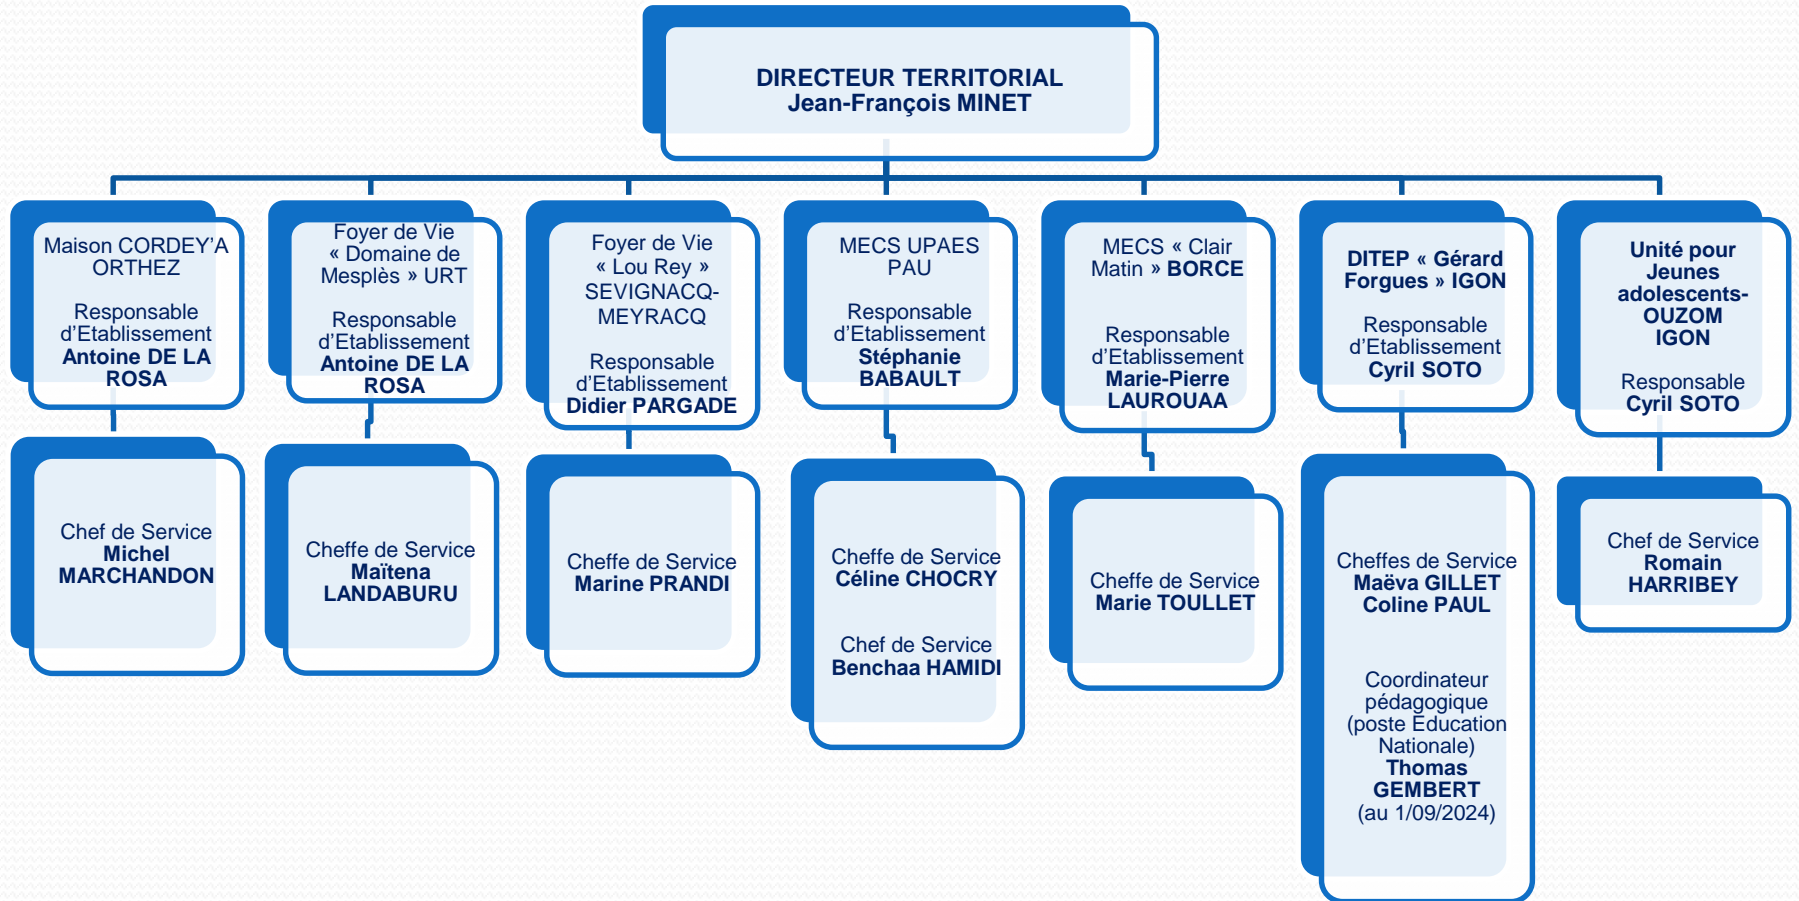 DIRECTEUR TERRITORIAL
Jean-François MINET
Maison CORDEY’A
ORTHEZ
Responsable
d’Etablissement
Antoine DE LA
ROSA
Foyer de Vie
« Domaine de
Mesplès » URT
Responsable
d’Etablissement
Antoine DE LA
ROSA
Foyer de Vie
« Lou Rey »
SEVIGNACQ-
MEYRACQ
Responsable
d’Etablissement
Didier PARGADE
MECS UPAES
PAU
Responsable
d’Etablissement
Stéphanie
BABAULT
MECS « Clair
Matin » BORCE
Responsable
d’Etablissement
Marie-Pierre
LAUROUAA
DITEP « Gérard
Forgues » IGON
Responsable
d’Etablissement
Cyril SOTO
Unité pour
Jeunes
adolescents-
OUZOM
IGON
Responsable
Cyril SOTO
Chef de Service
Michel
MARCHANDON
Cheffe de Service
Maïtena
LANDABURU
Cheffe de Service
Marine PRANDI
Cheffe de Service
Céline CHOCRY
Chef de Service
Benchaa HAMIDI
Cheffe de Service
Marie TOULLET
Cheffes de Service
Maëva GILLET
Coline PAUL
Coordinateur
pédagogique
(poste Education
Nationale)
Thomas
GEMBERT
(au 1/09/2024)
Chef de Service
Romain
HARRIBEY